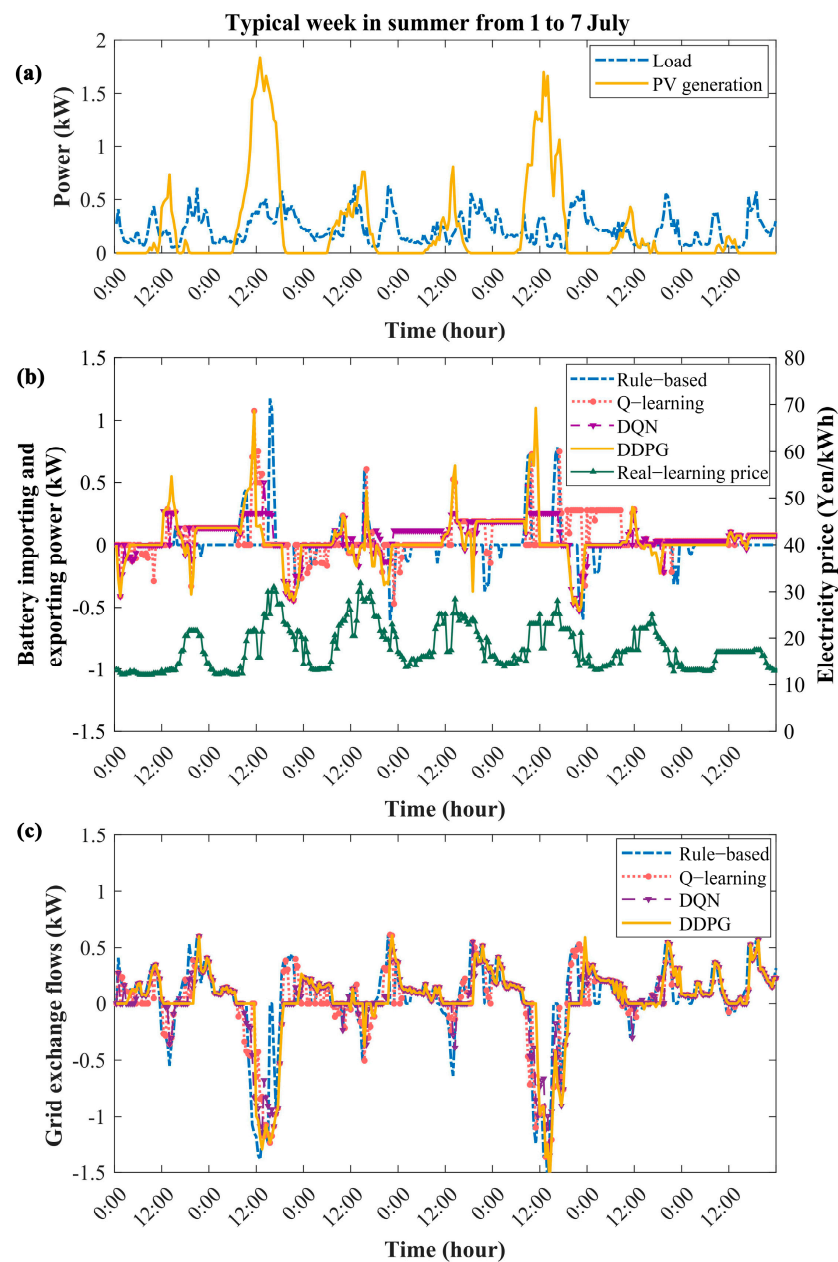 Typical week in summer from 1 to 7 July
(a)
2
1.5
1
0.5
0
Power (kW)
Load
PV generation
0:00 12:00 0:00 12:00 0:00 12:00 0:00 12:00 0:00 12:00 0:00 12:00 0:00 12:00
Time (hour)
(b)
1.5
1
0.5
0
-0.5
-1
-1.5
Battery importing and
exporting power (kW)
Rule-based
Q-learning
DQN
DDPG
Real-learning price
80
70
60
50
40
30
20
10
0
Electricity price (Yen/kWh)
0:00 12:00 0:00 12:00 0:00 12:00 0:00 12:00 0:00 12:00 0:00 12:00 0:00 12:00
Time (hour)
(c)
1.5
1
0.5
0
-0.5
-1
-1.5
Grid exchange flows (kW)
Rule-based
Q-learning
DQN
DDPG
0:00 12:00 0:00 12:00 0:00 12:00 0:00 12:00 0:00 12:00 0:00 12:00 0:00 12:00
Time (hour)